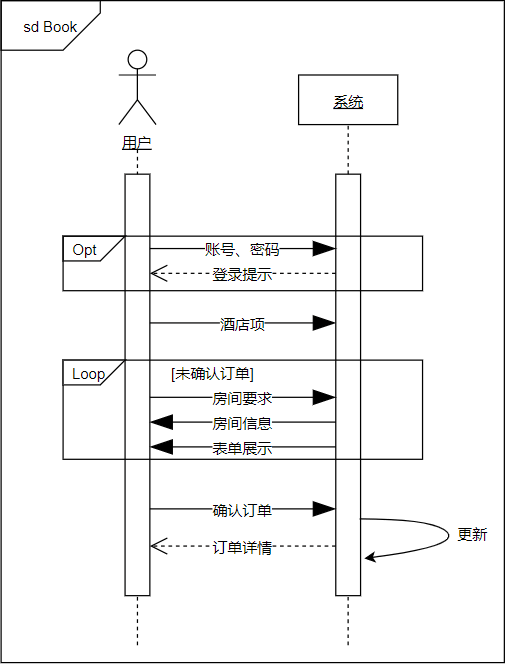 sd Book
系统
用户
Opt
账号、密码
登录提示
酒店项
Loop
[未确认订单]
房间要求
房间信息
表单展示
确认订单
更新
订单详情